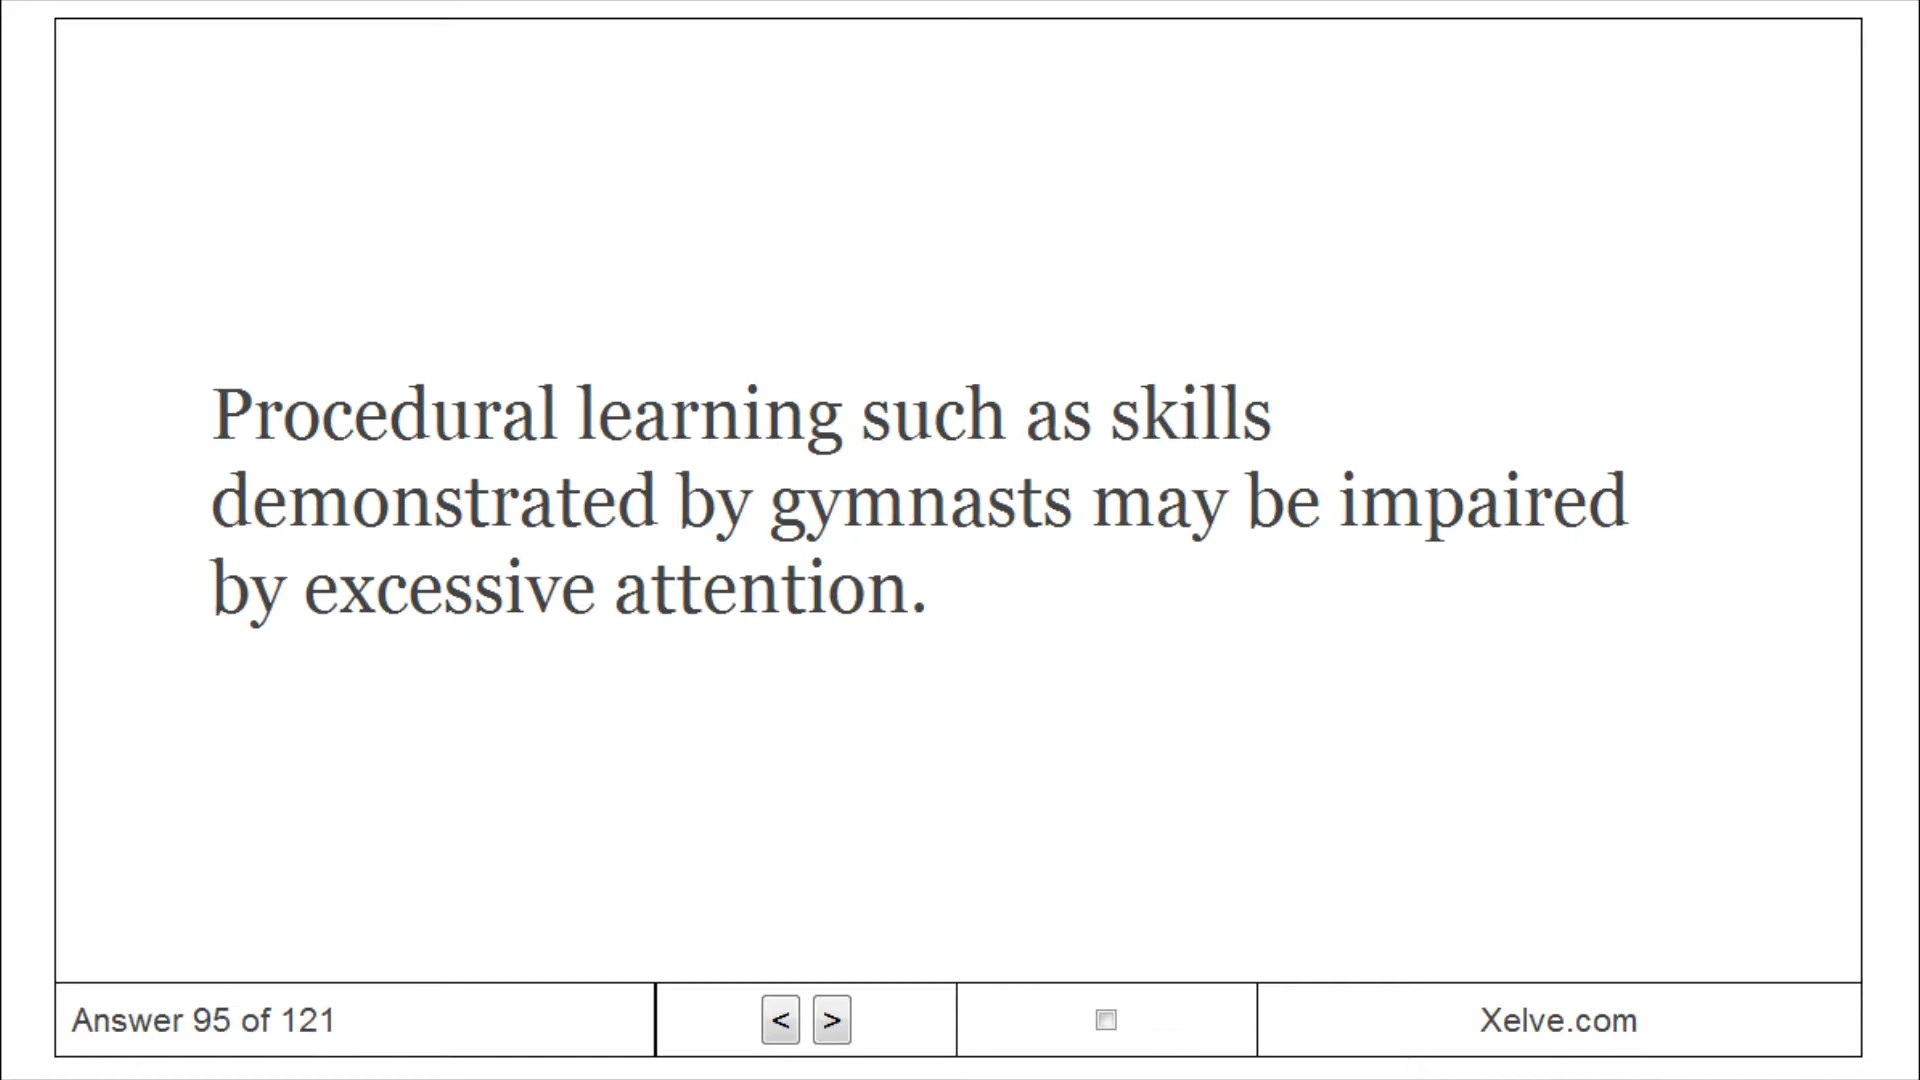 Procedural learning such as skills
demonstrated by gymnasts may be impaired
by excessive attention.
Answer 95 of 121
< >
Xelve.com